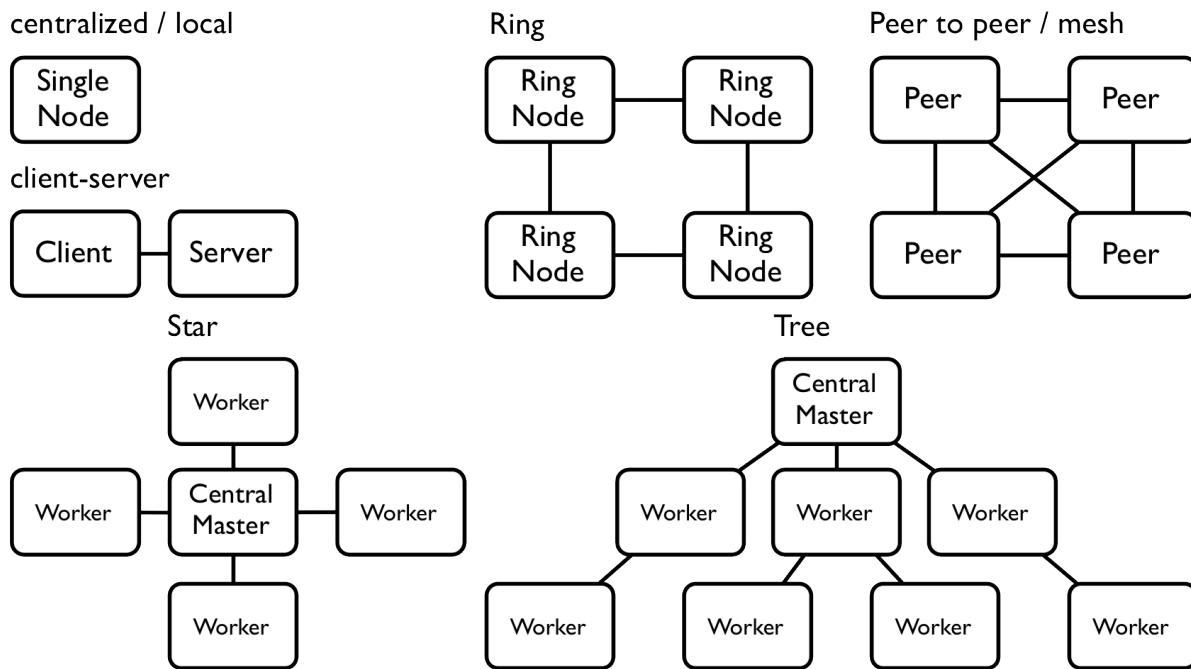 centralized / local
Single
Node
client-server
Client
Server
Ring
Ring
Node
Ring
Node
Ring
Node
Ring
Node
Peer to peer / mesh
Peer
Peer
Peer
Peer
Star
Worker
Worker
Central
Master
Worker
Worker
Tree
Central
Master
Worker
Worker
Worker
Worker
Worker
Worker
Worker